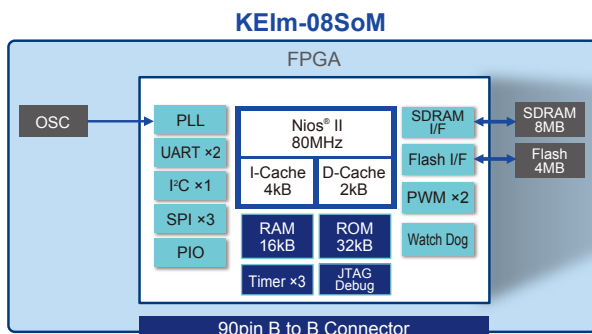 KEIm-08SoM
FPGA
OSC
PLL
UART ×2
I²C ×1
SPI ×3
PIO
Nios® II
80MHz
I-Cache
4kB
D-Cache
2kB
RAM
16kB
ROM
32kB
Timer ×3
JTAG
Debug
SDRAM
I/F
Flash I/F
PWM ×2
Watch Dog
SDRAM
8MB
Flash
4MB
90pin B to B Connector